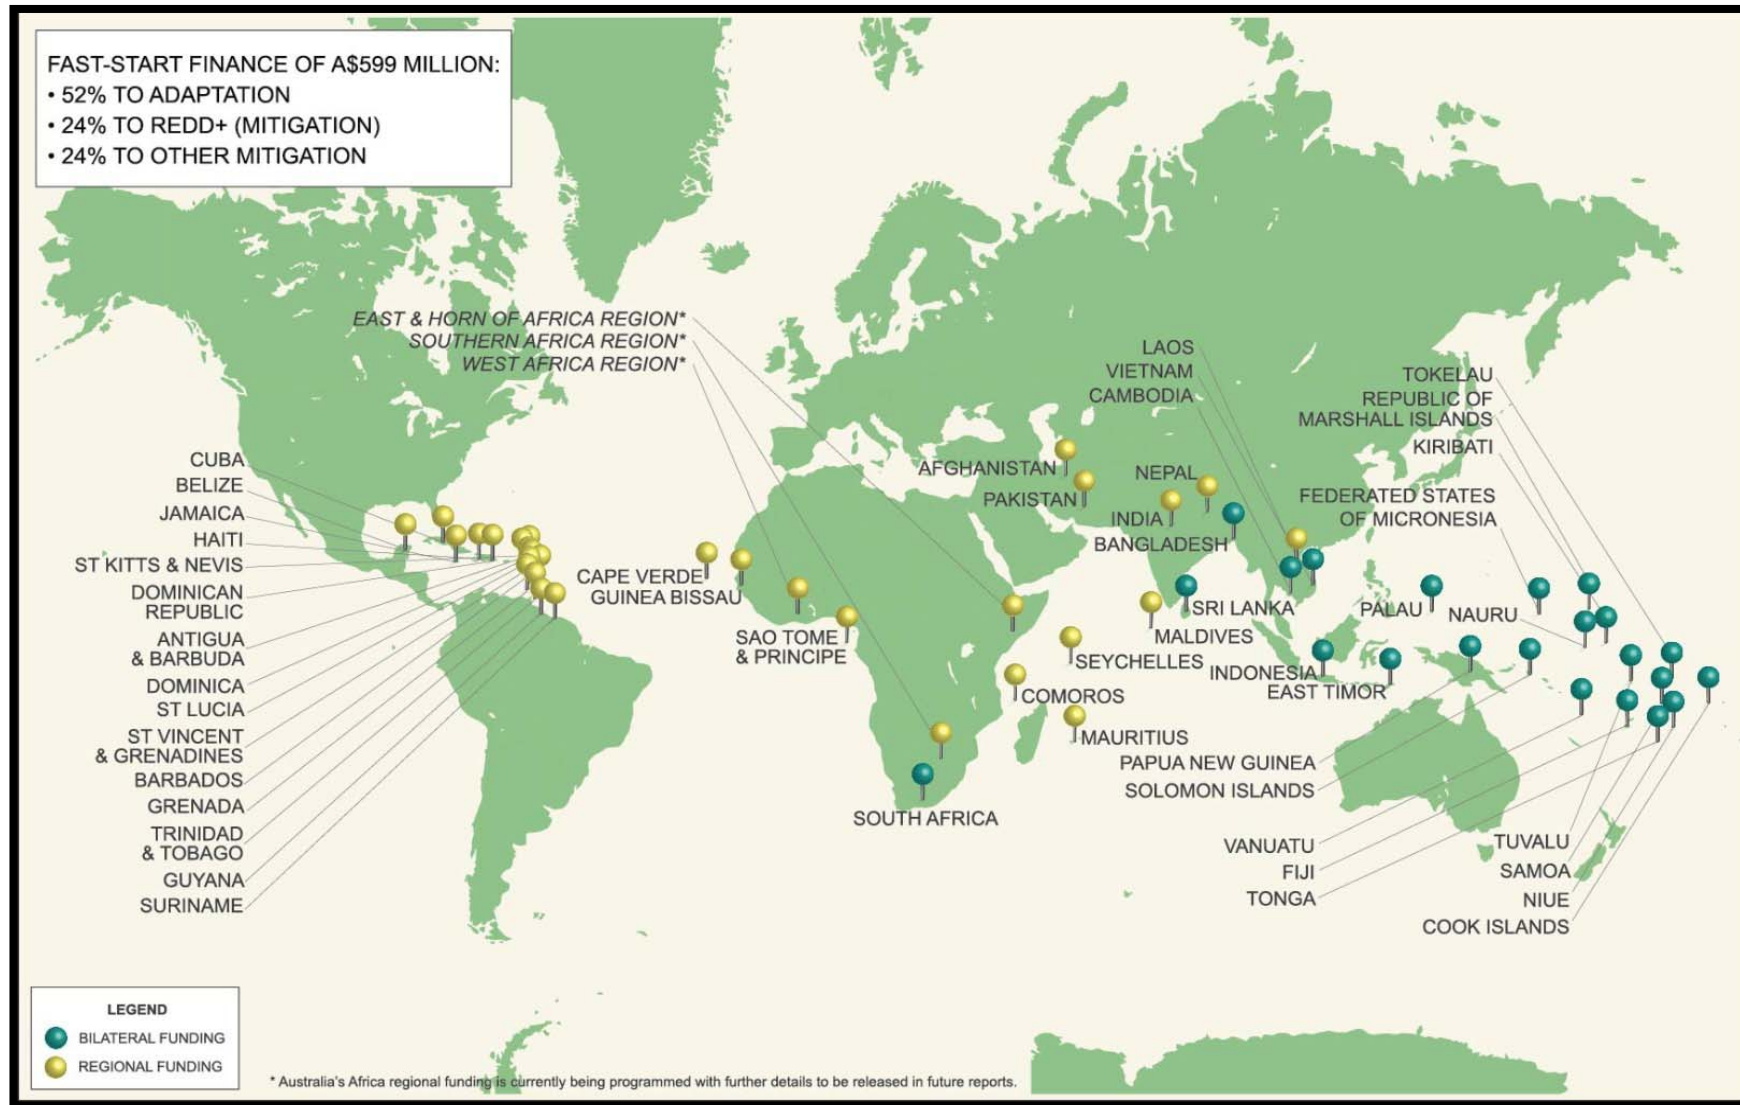 FAST-START FINANCE OF A$599 MILLION:
• 52% TO ADAPTATION
• 24% TO REDD+ (MITIGATION)
• 24% TO OTHER MITIGATION
EAST & HORN OF AFRICA REGION*
SOUTHERN AFRICA REGION*
WEST AFRICA REGION*
CUBA
BELIZE
JAMAICA
HAITI
ST KITTS & NEVIS
DOMINICAN
REPUBLIC
ANTIGUA
& BARBUDA
DOMINICA
ST LUCIA
ST VINCENT
& GRENADINES
BARBADOS
GRENADA
TRINIDAD
& TOBAGO
GUYANA
SURINAME
CAPE VERDE
GUINEA BISSAU
SAO TOME
& PRINCIPE
SOUTH AFRICA
AFGHANISTAN
PAKISTAN
NEPAL
INDIA
BANGLADESH
SRI LANKA
MALDIVES
SEYCHELLES
COMOROS
MAURITIUS
LAOS
VIETNAM
CAMBODIA
INDONESIA
EAST TIMOR
PAPUA NEW GUINEA
SOLOMON ISLANDS
VANUATU
FIJI
TONGA
TOKELAU
REPUBLIC OF
MARSHALL ISLANDS
KIRIBATI
FEDERATED STATES
OF MICRONESIA
PALAU
NAURU
TUVALU
SAMOA
NIUE
COOK ISLANDS
LEGEND
BILATERAL FUNDING
REGIONAL FUNDING
* Australia's Africa regional funding is currently being programmed with further details to be released in future reports.